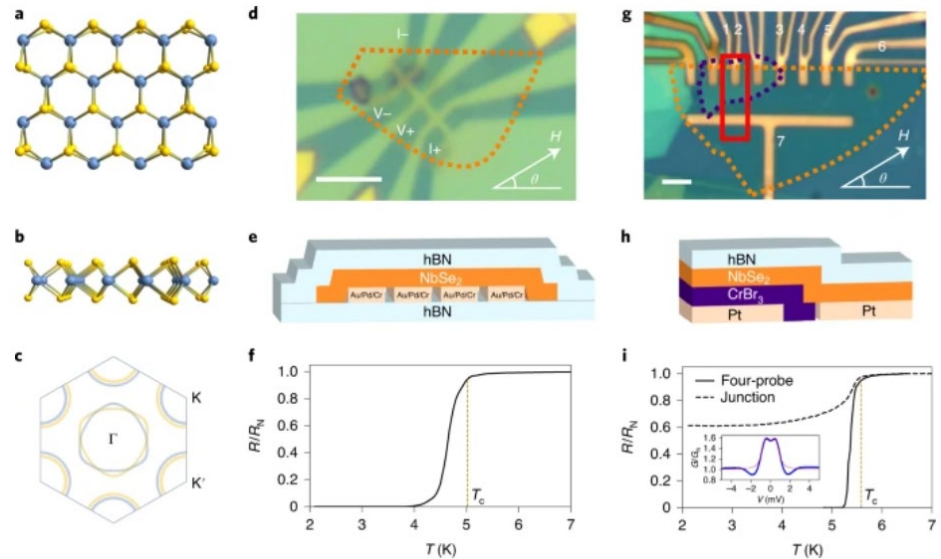 a
b
c
K
Γ
K′
d
I−
V−
V+
I+
H
θ
e
hBN
NbSe2
Au/Pd/Cr Au/Pd/Cr Au/Pd/Cr Au/Pd/Cr
hBN
f
R/RN
1.0
0.8
0.6
0.4
0.2
0
Tc
2 3 4 5 6 7
T (K)
g
1 2 3 4 5 6
7
H
θ
h
hBN
NbSe2
CrBr3
Pt Pt
i
R/RN
1.0
0.8
0.6
0.4
0.2
0
Four-probe
Junction
G/Gn
1.6
1.4
1.2
1.0
0.8
−4 −2 0 2 4
V (mV)
Tc
2 3 4 5 6 7
T (K)